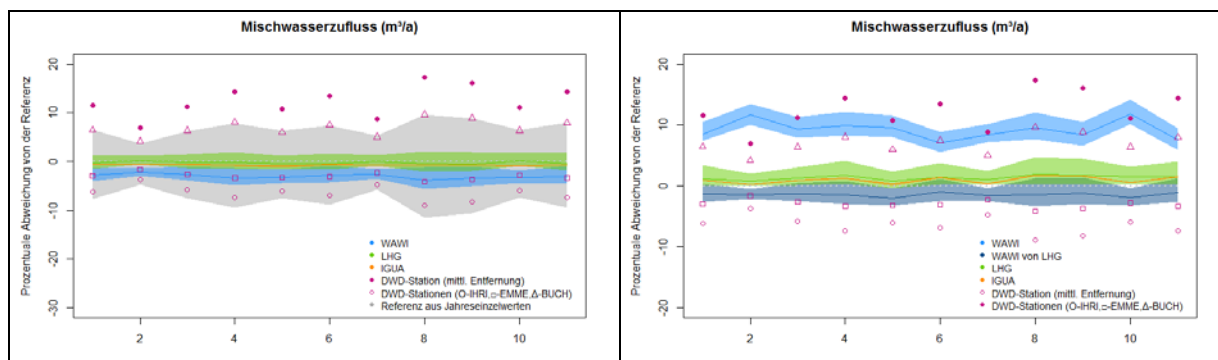 Mischwasserzufluss (m³/a)
Prozentuale Abweichung von der Referenz
20
10
0
-10
-20
-30
WAWI
LHG
IGUA
DWD-Station (mittl. Entfernung)
DWD-Stationen (O-IHRI,□-EMME,Δ-BUCH)
Referenz aus Jahreseinzelwerten
2 4 6 8 10
Mischwasserzufluss (m³/a)
Prozentuale Abweichung von der Referenz
20
10
0
-10
-20
WAWI
WAWI von LHG
LHG
IGUA
DWD-Station (mittl. Entfernung)
DWD-Stationen (O-IHRI,□-EMME,Δ-BUCH)
2 4 6 8 10